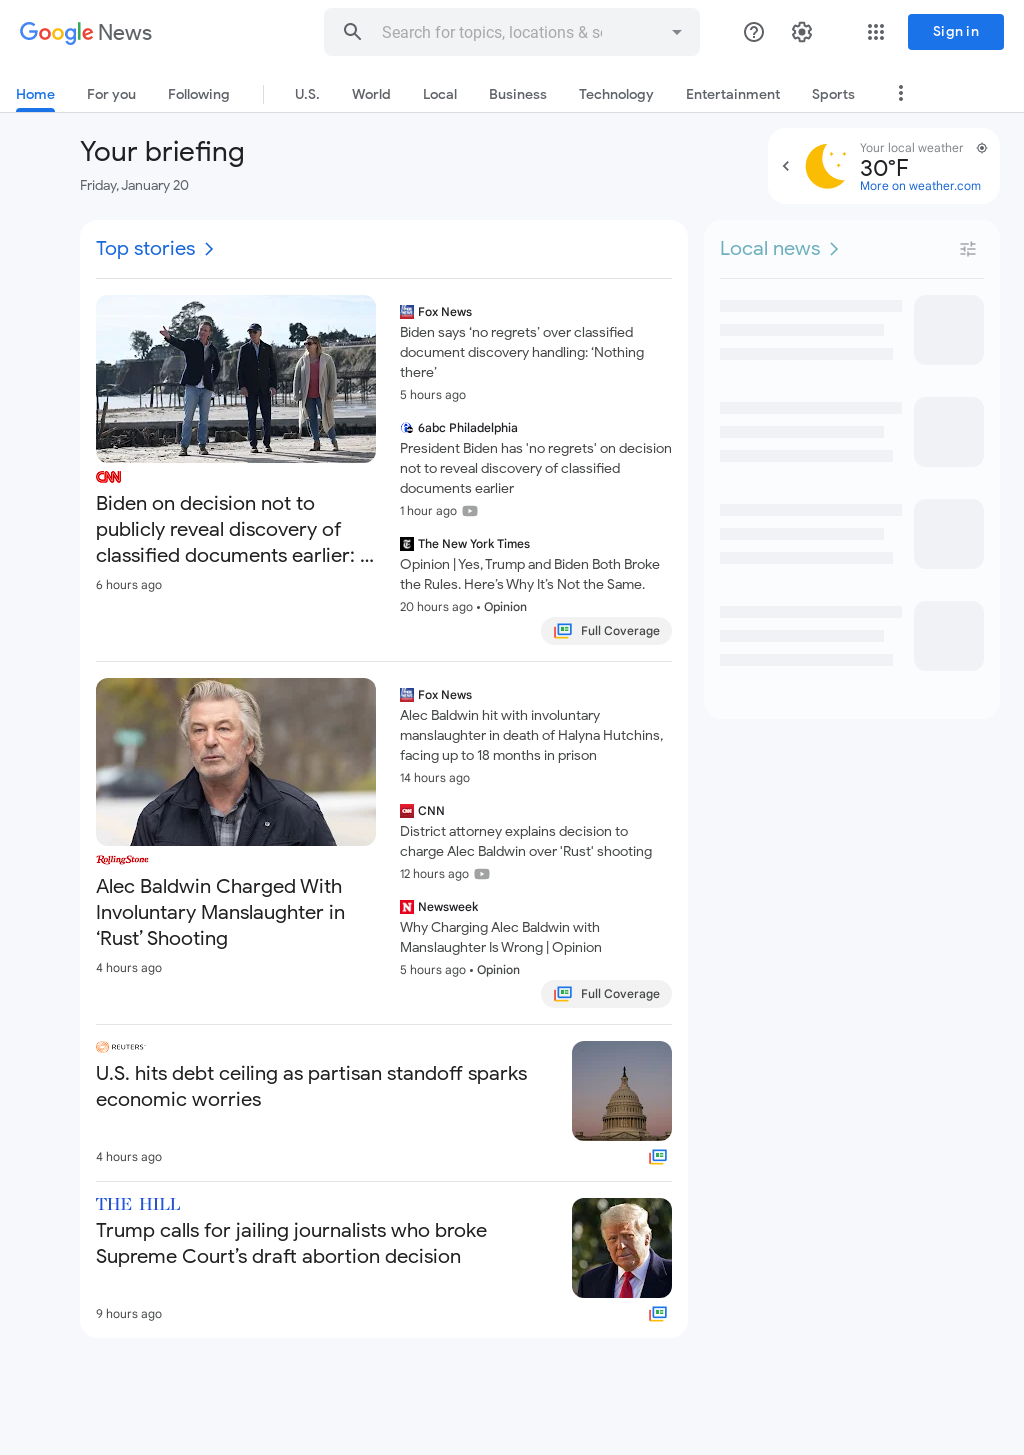 Google News
Search for topics, locations & s
Sign in
Home
For you
Following
U.S.
World
Local
Business
Technology
Entertainment
Sports
Your briefing
Friday, January 20
Your local weather
30°F
More on weather.com
Top stories
CNN
Biden on decision not to
publicly reveal discovery of
classified documents earlier: ...
6 hours ago
Fox News
Biden says ‘no regrets’ over classified
document discovery handling: ‘Nothing
there’
5 hours ago
6abc Philadelphia
President Biden has 'no regrets' on decision
not to reveal discovery of classified
documents earlier
1 hour ago
The New York Times
Opinion | Yes, Trump and Biden Both Broke
the Rules. Here’s Why It’s Not the Same.
20 hours ago • Opinion
Full Coverage
RollingStone
Alec Baldwin Charged With
Involuntary Manslaughter in
‘Rust’ Shooting
4 hours ago
Fox News
Alec Baldwin hit with involuntary
manslaughter in death of Halyna Hutchins,
facing up to 18 months in prison
14 hours ago
CNN
District attorney explains decision to
charge Alec Baldwin over 'Rust' shooting
12 hours ago
Newsweek
Why Charging Alec Baldwin with
Manslaughter Is Wrong | Opinion
5 hours ago • Opinion
Full Coverage
REUTERS
U.S. hits debt ceiling as partisan standoff sparks
economic worries
4 hours ago
THE HILL
Trump calls for jailing journalists who broke
Supreme Court’s draft abortion decision
9 hours ago
Local news